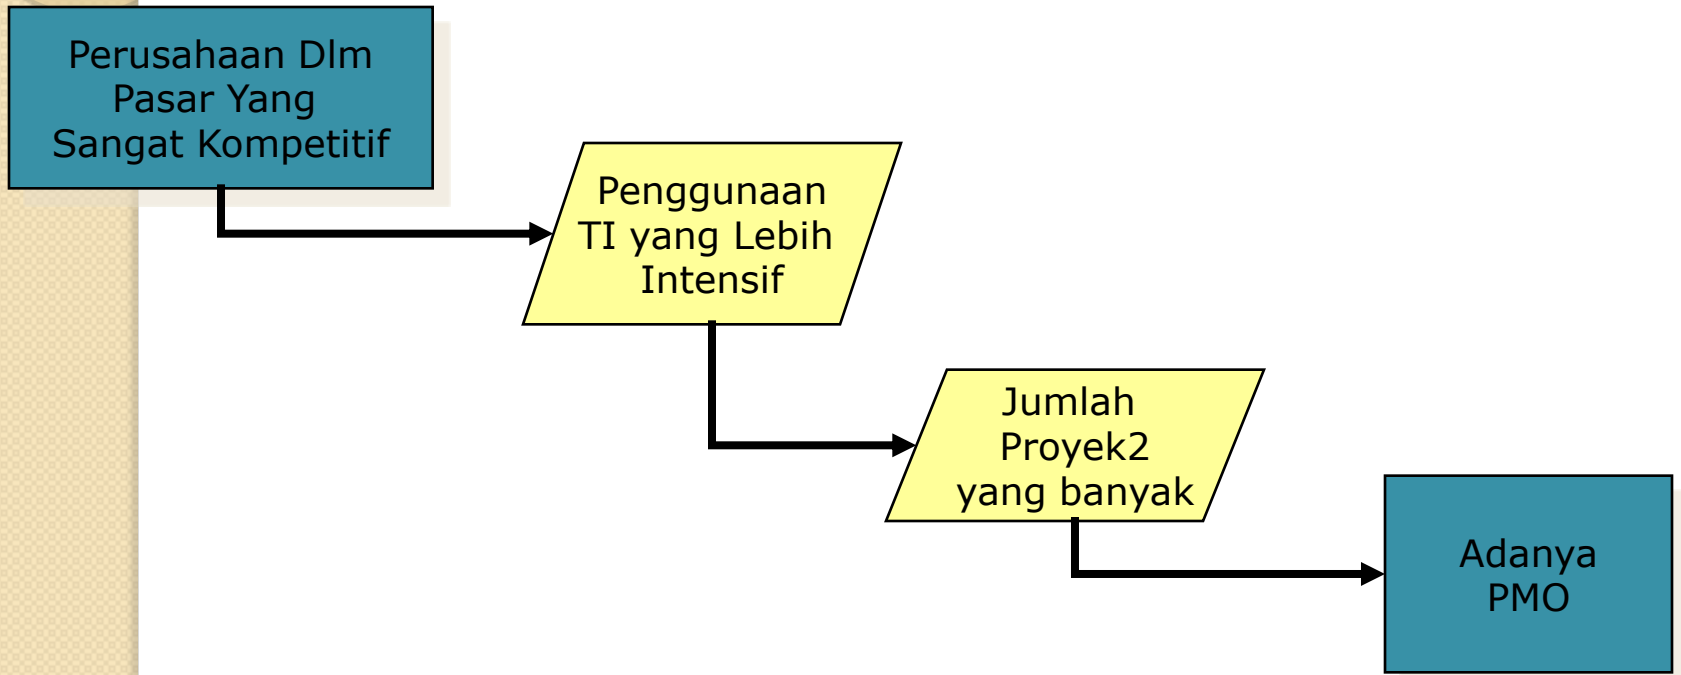 Perusahaan Dlm
Pasar Yang
Sangat Kompetitif
Penggunaan
TI yang Lebih
Intensif
Jumlah
Proyek2
yang banyak
Adanya
PMO